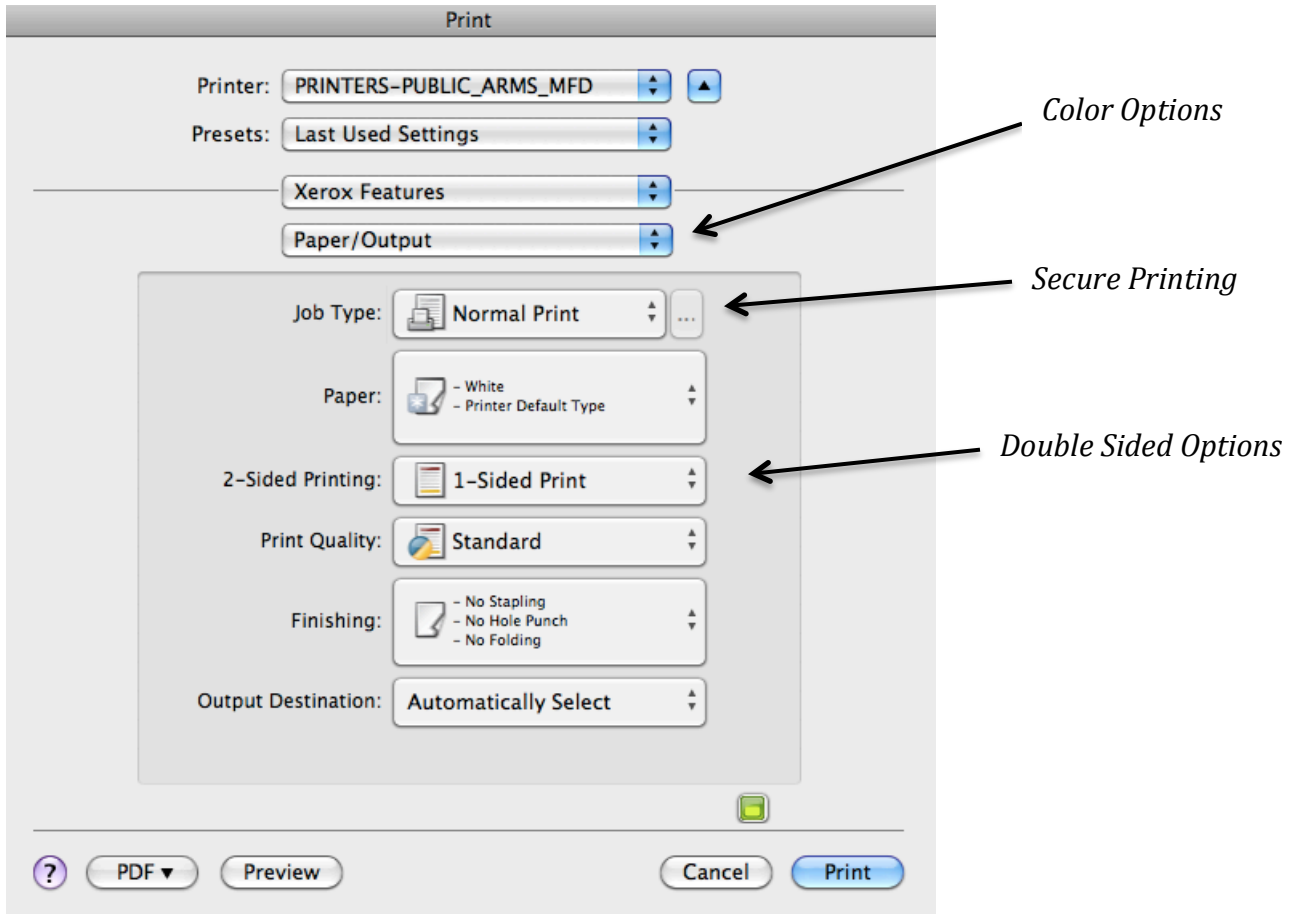 Print
Printer: PRINTERS-PUBLIC_ARMS_MFD
Presets: Last Used Settings
Xerox Features
Paper/Output
Color Options
Job Type: Normal Print ...
Secure Printing
Paper: - White
- Printer Default Type
2-Sided Printing: 1-Sided Print
Double Sided Options
Print Quality: Standard
Finishing: - No Stapling
- No Hole Punch
- No Folding
Output Destination: Automatically Select
? PDF▼ Preview Cancel Print